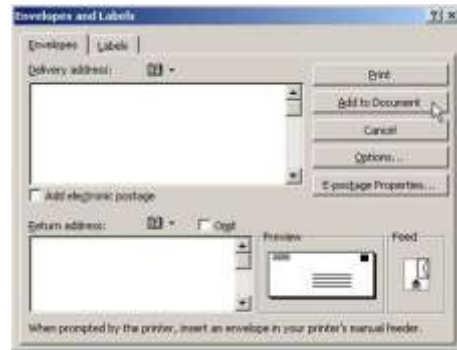 Envelopes and Labels
Envelopes Labels
Delivery address:
Print
Add to Document
Cancel
Options...
E-postage Properties...
Add electronic postage
Return address: Omit
Preview
Feed
When prompted by the printer, insert an envelope in your printer's manual feeder.